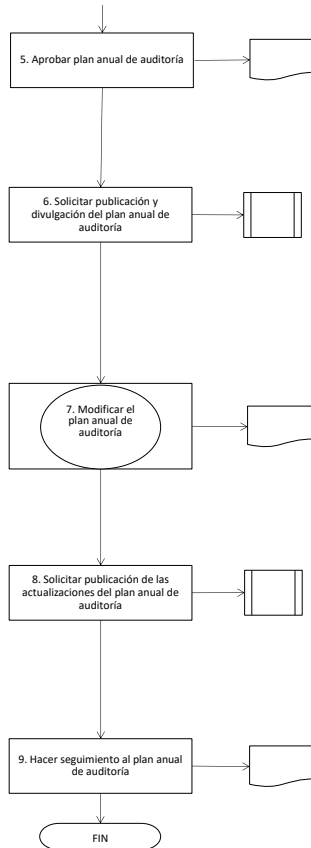 5. Aprobar plan anual de auditoría
6. Solicitar publicación y
divulgación del plan anual de
auditoría
7. Modificar el
plan anual de
auditoría
8. Solicitar publicación de las
actualizaciones del plan anual de
auditoría
9. Hacer seguimiento al plan anual
de auditoría
FIN